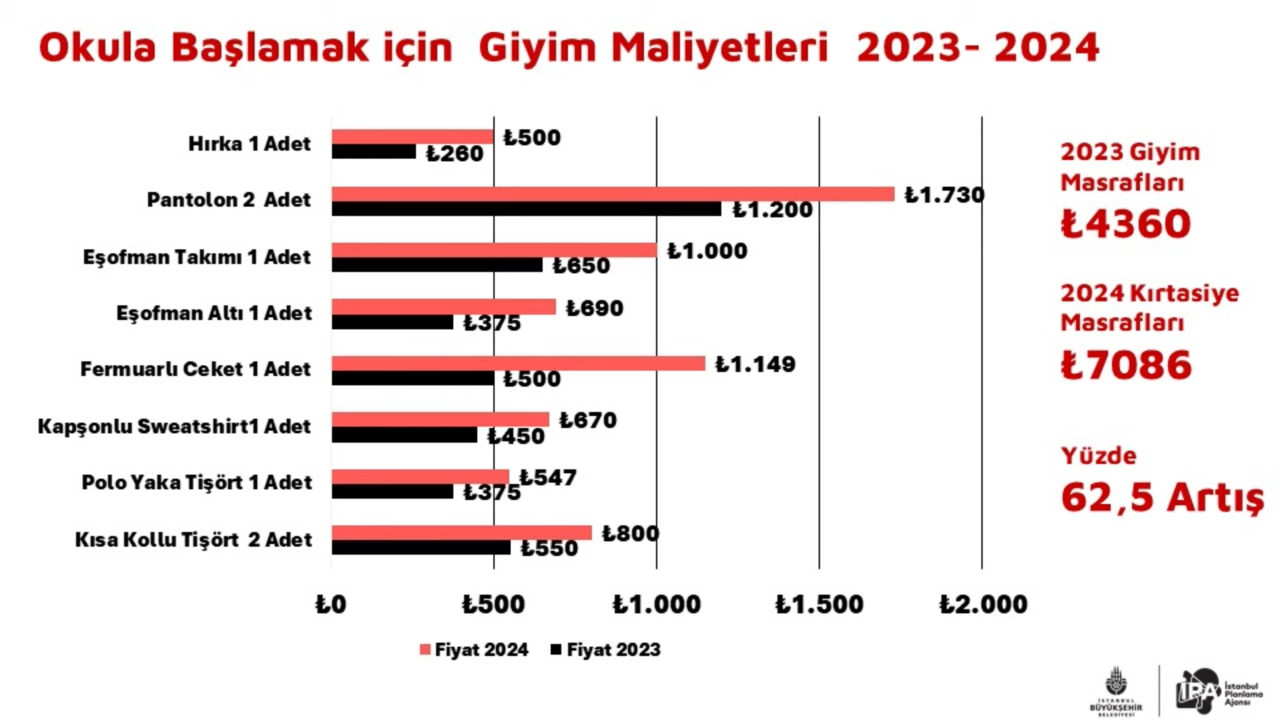 Okula Başlamak için Giyim Maliyetleri 2023- 2024
Hırka 1 Adet
₺500
₺260
Pantolon 2 Adet
₺1.730
₺1.200
Eşofman Takımı 1 Adet
₺1.000
₺650
Eşofman Altı 1 Adet
₺690
₺375
Fermuarlı Ceket 1 Adet
₺1.149
₺500
Kapşonlu Sweatshirt1 Adet
₺670
₺450
Polo Yaka Tişört 1 Adet
₺547
₺375
Kısa Kollu Tişört 2 Adet
₺800
₺550
₺0 ₺500 ₺1.000 ₺1.500 ₺2.000
Fiyat 2024 Fiyat 2023
2023 Giyim
Masrafları
₺4360
2024 Kırtasiye
Masrafları
₺7086
Yüzde
62,5 Artış
İSTANBUL
BÜYÜKŞEHİR
BELEDİYESİ
İPA
İstanbul
Planlama
Ajansı